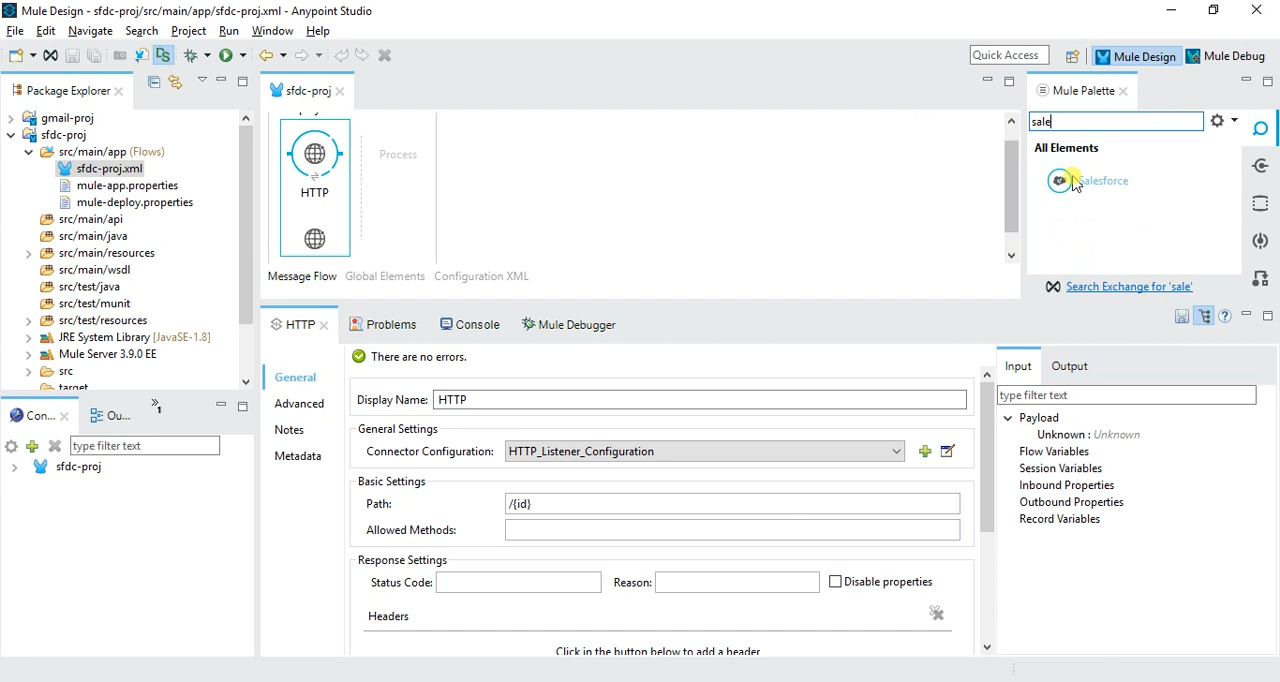 Mule Design - sfdc-proj/src/main/app/sfdc-proj.xml - Anypoint Studio
File Edit Navigate Search Project Run Window Help
Quick Access
Mule Design
Mule Debug
Package Explorer
gmail-proj
sfdc-proj
src/main/app (Flows)
sfdc-proj.xml
mule-app.properties
mule-deploy.properties
src/main/api
src/main/java
src/main/resources
src/main/wsdl
src/test/java
src/test/munit
src/test/resources
JRE System Library [JavaSE-1.8]
Mule Server 3.9.0 EE
src
target
sfdc-proj
HTTP
Process
Message Flow Global Elements Configuration XML
Mule Palette
sale
All Elements
Salesforce
Search Exchange for 'sale'
Con...
Ou...
1
type filter text
sfdc-proj
HTTP
Problems
Console
Mule Debugger
There are no errors.
General
Advanced
Notes
Metadata
Display Name: HTTP
General Settings
Connector Configuration: HTTP_Listener_Configuration
Basic Settings
Path: /{id}
Allowed Methods:
Response Settings
Status Code:
Reason:
Disable properties
Headers
Click in the button below to add a header
Input
Output
type filter text
Payload
Unknown : Unknown
Flow Variables
Session Variables
Inbound Properties
Outbound Properties
Record Variables